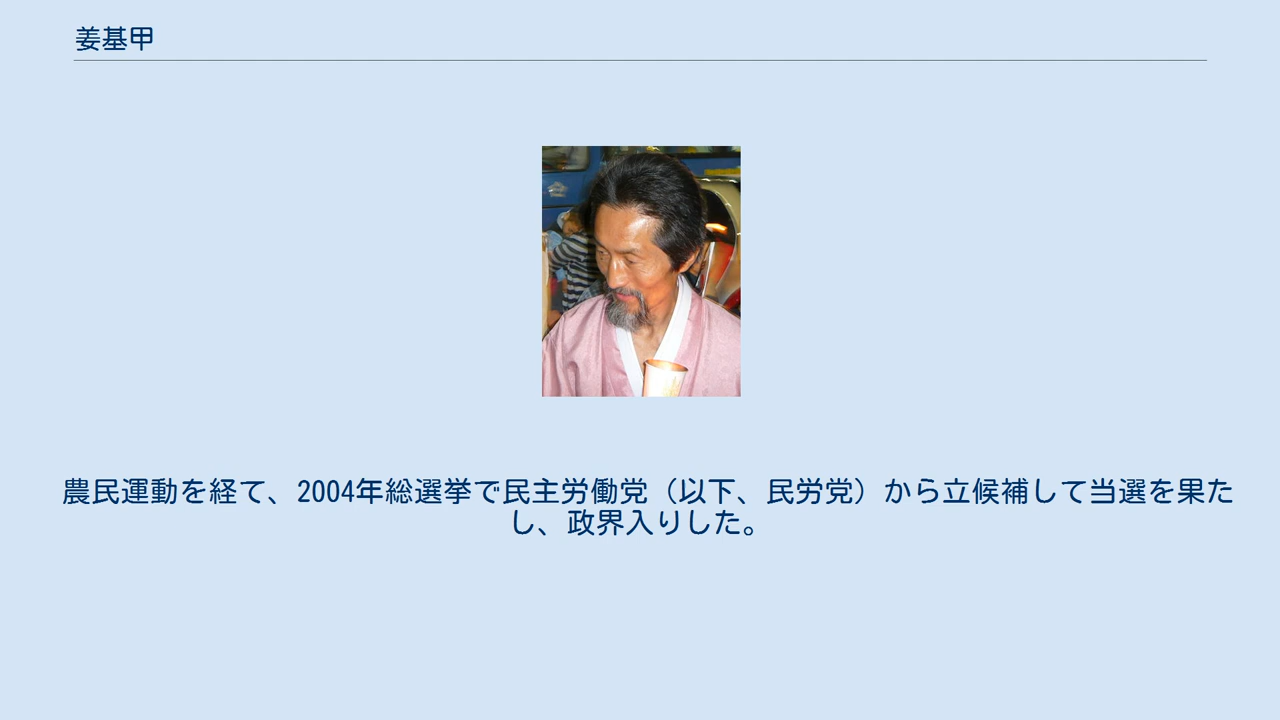 姜基甲
農民運動を経て、2004年総選挙で民主労働党（以下、民労党）から立候補して当選を果た
し、政界入りした。